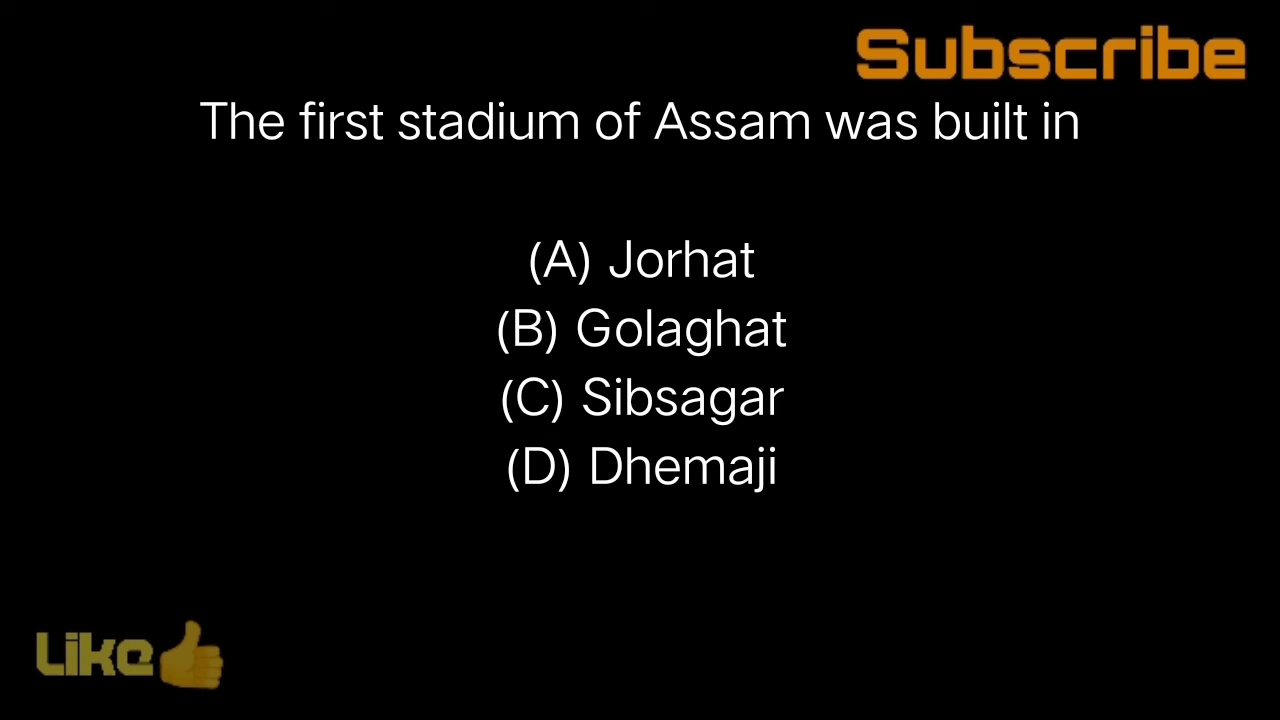 Subscribe
The first stadium of Assam was built in
(A) Jorhat
(B) Golaghat
(C) Sibsagar
(D) Dhemaji
Like